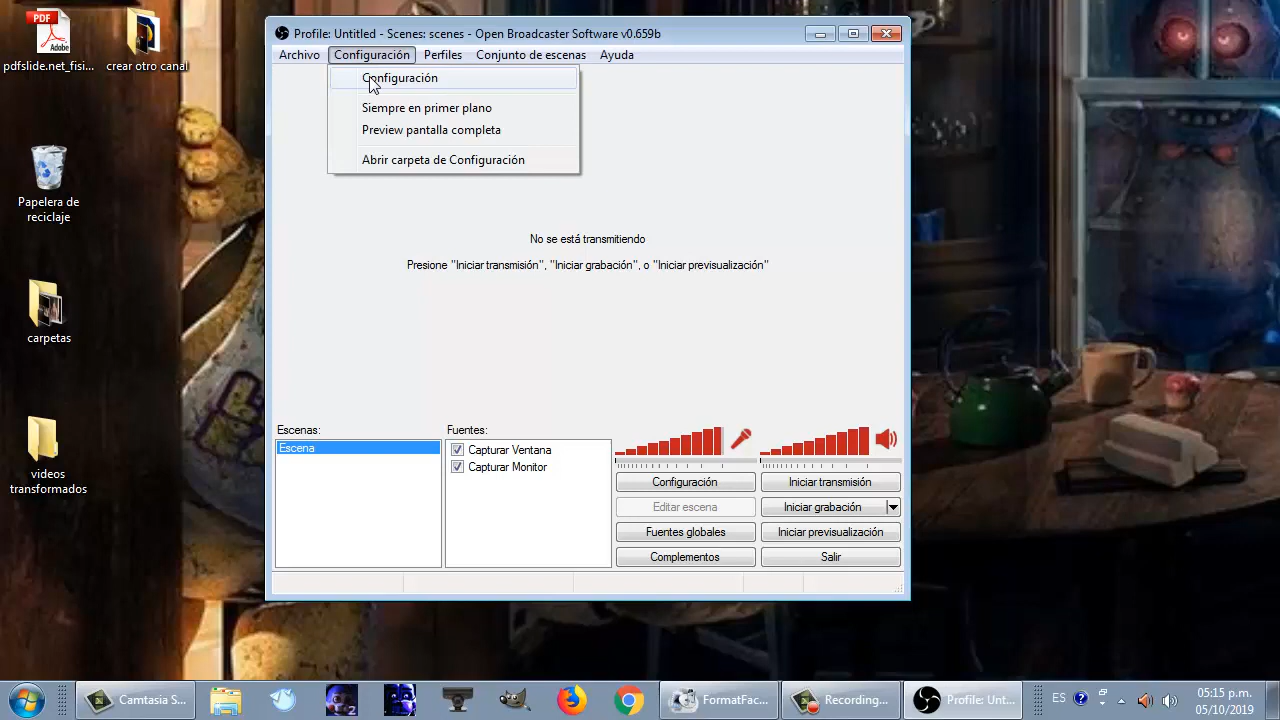 PDF
Adobe
pdfslide.net_fisi...
crear otro canal
Papelera de
reciclaje
carpetas
videos
transformados
Profile: Untitled - Scenes: scenes - Open Broadcaster Software v0.659b
Archivo Configuración Perfiles Conjunto de escenas Ayuda
Configuración
Siempre en primer plano
Preview pantalla completa
Abrir carpeta de Configuración
No se está transmitiendo
Presione "Iniciar transmisión", "Iniciar grabación", o "Iniciar previsualización"
Escenas:
Escena
Fuentes:
Capturar Ventana
Capturar Monitor
Configuración Iniciar transmisión
Editar escena Iniciar grabación
Fuentes globales Iniciar previsualización
Complementos Salir
Camtasia S...
2
FormatFac...
Recording...
Profile: Unt...
ES
05:15 p.m.
05/10/2019